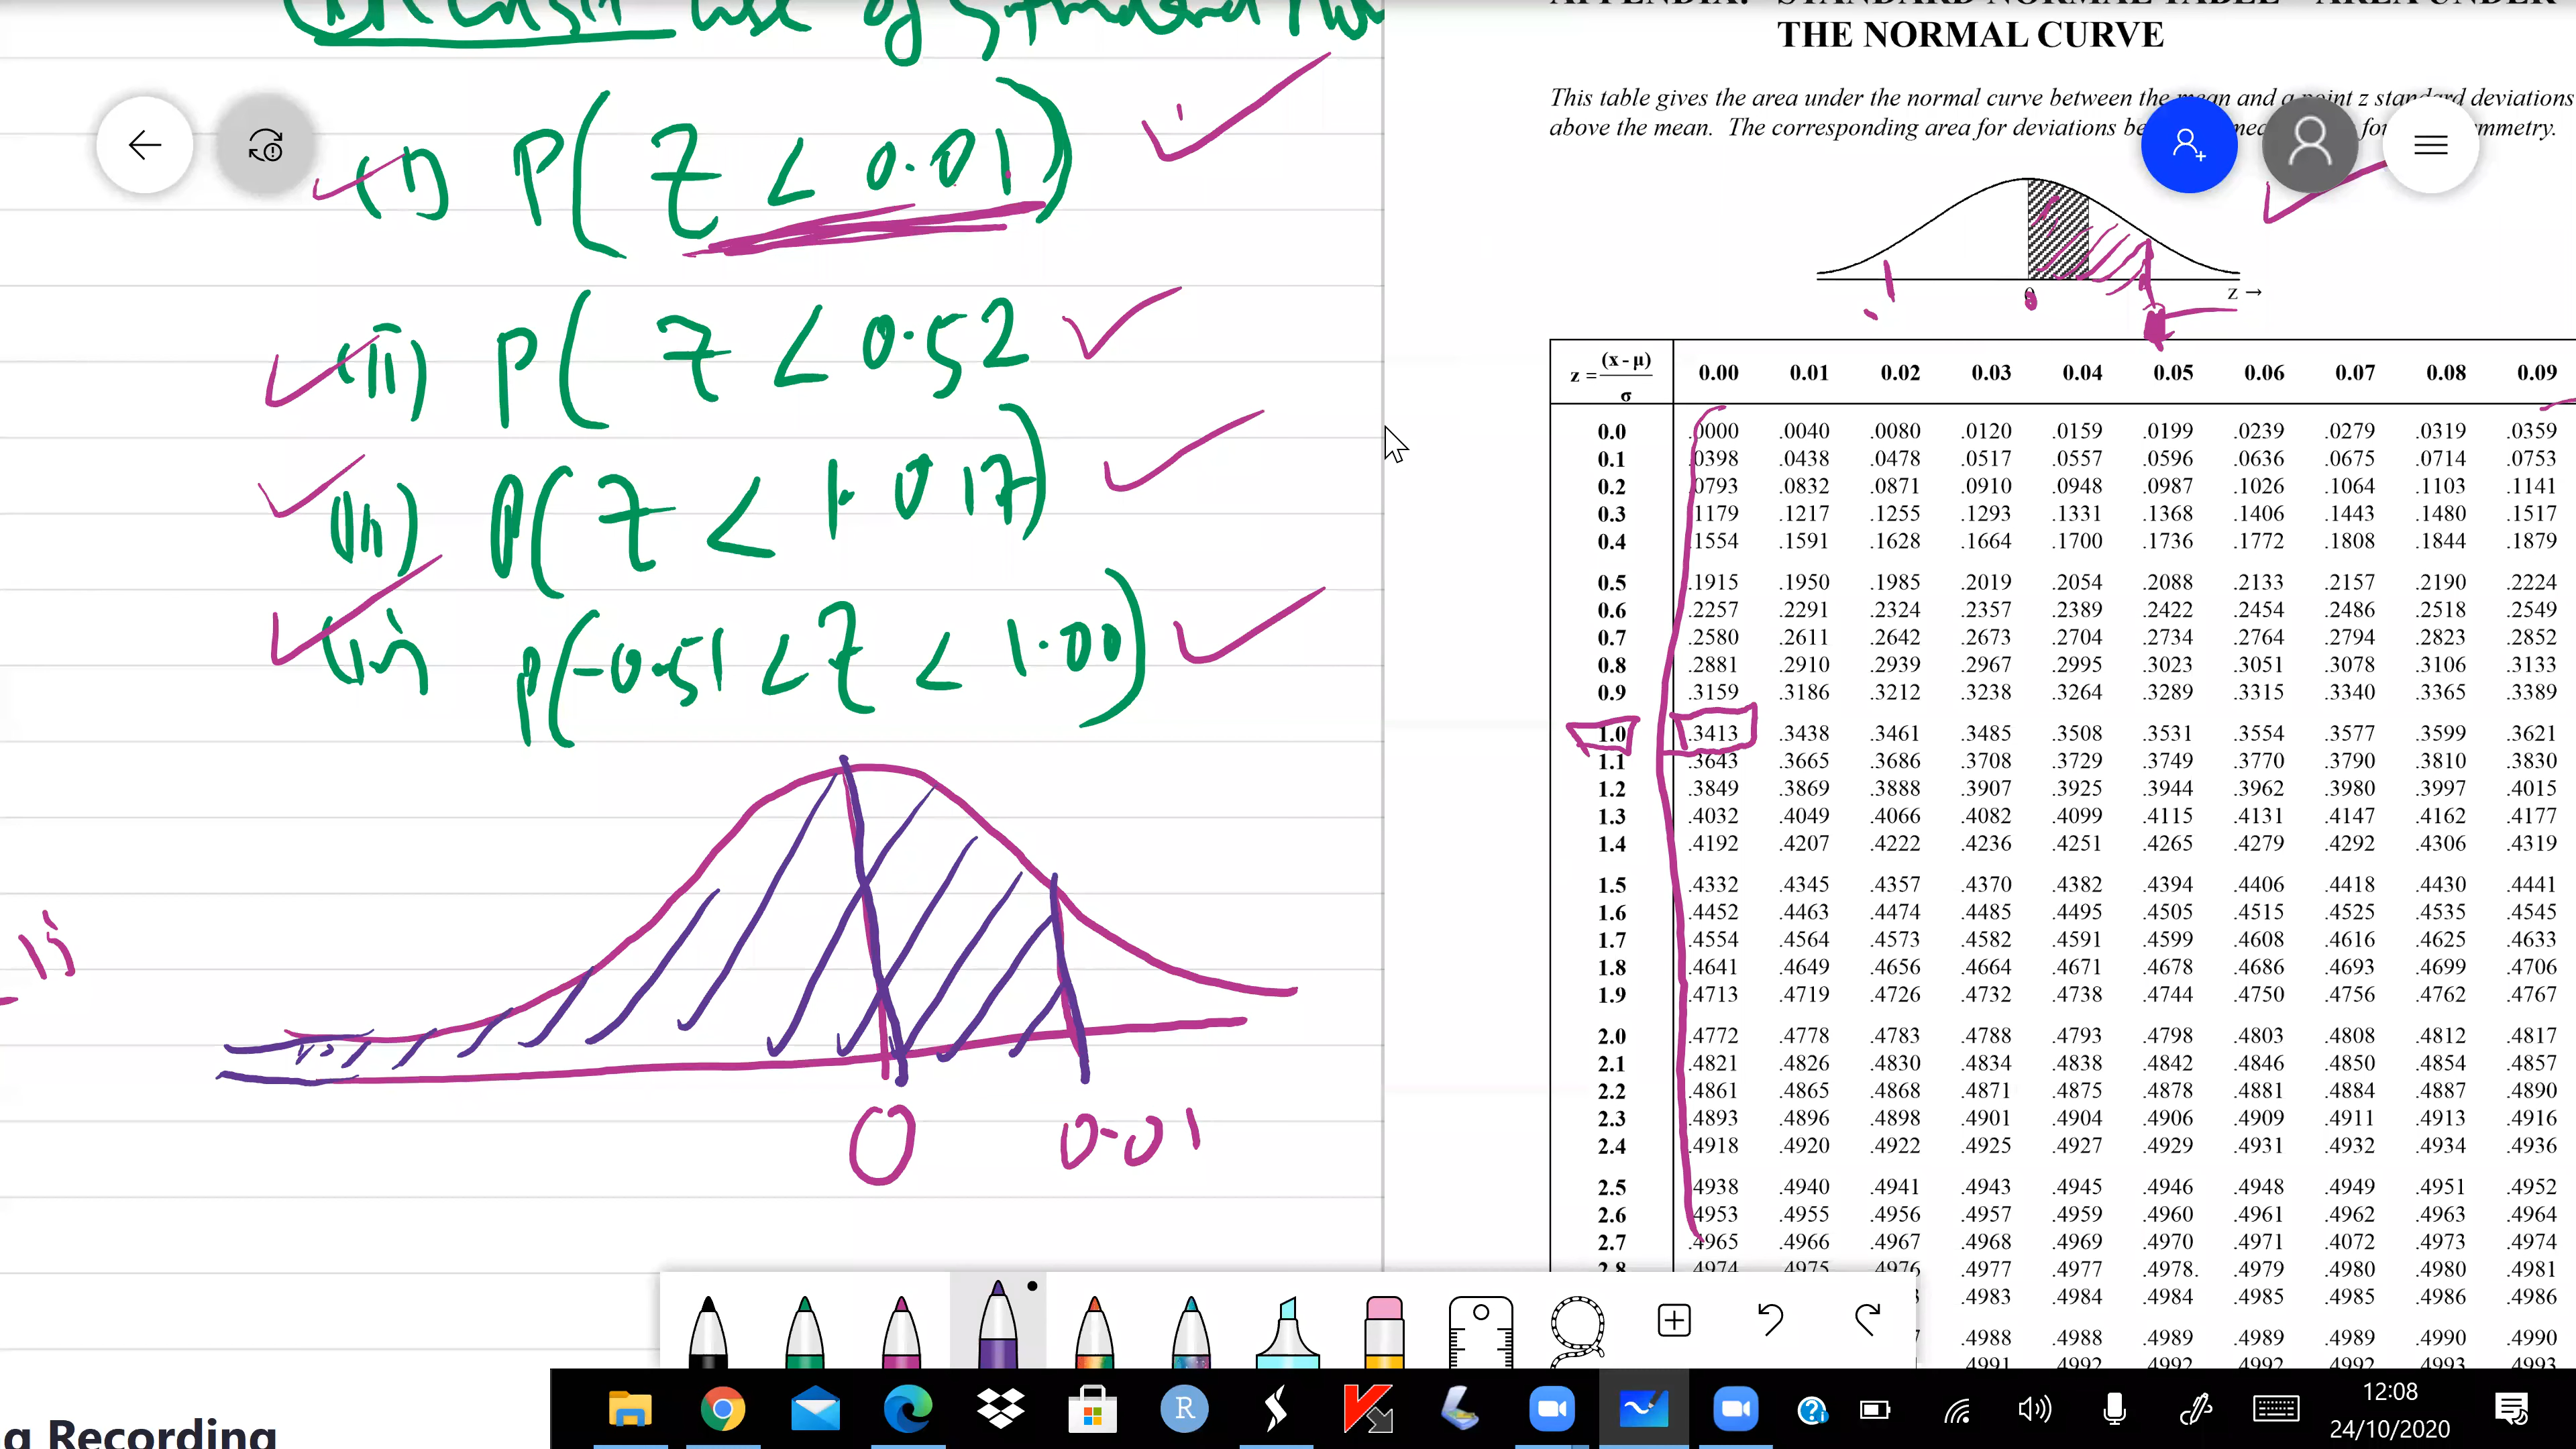 use of Standard
(i) P( Z < 0.01)
(ii) P( Z < 0.52
P( Z < 1.017)
P(-0.51 < Z < 1.00)
0 0.01
THE NORMAL CURVE
This table gives the area under the normal curve between the mean and a point z standard deviations
above the mean. The corresponding area for deviations
0
z →
z = (x - μ) / σ 0.00 0.01 0.02 0.03 0.04 0.05 0.06 0.07 0.08 0.09
0.0 .0000 .0040 .0080 .0120 .0159 .0199 .0239 .0279 .0319 .0359
0.1 .0398 .0438 .0478 .0517 .0557 .0596 .0636 .0675 .0714 .0753
0.2 .0793 .0832 .0871 .0910 .0948 .0987 .1026 .1064 .1103 .1141
0.3 .1179 .1217 .1255 .1293 .1331 .1368 .1406 .1443 .1480 .1517
0.4 .1554 .1591 .1628 .1664 .1700 .1736 .1772 .1808 .1844 .1879
0.5 .1915 .1950 .1985 .2019 .2054 .2088 .2133 .2157 .2190 .2224
0.6 .2257 .2291 .2324 .2357 .2389 .2422 .2454 .2486 .2518 .2549
0.7 .2580 .2611 .2642 .2673 .2704 .2734 .2764 .2794 .2823 .2852
0.8 .2881 .2910 .2939 .2967 .2995 .3023 .3051 .3078 .3106 .3133
0.9 .3159 .3186 .3212 .3238 .3264 .3289 .3315 .3340 .3365 .3389
1.0 .3413 .3438 .3461 .3485 .3508 .3531 .3554 .3577 .3599 .3621
1.1 .3643 .3665 .3686 .3708 .3729 .3749 .3770 .3790 .3810 .3830
1.2 .3849 .3869 .3888 .3907 .3925 .3944 .3962 .3980 .3997 .4015
1.3 .4032 .4049 .4066 .4082 .4099 .4115 .4131 .4147 .4162 .4177
1.4 .4192 .4207 .4222 .4236 .4251 .4265 .4279 .4292 .4306 .4319
1.5 .4332 .4345 .4357 .4370 .4382 .4394 .4406 .4418 .4430 .4441
1.6 .4452 .4463 .4474 .4485 .4495 .4505 .4515 .4525 .4535 .4545
1.7 .4554 .4564 .4573 .4582 .4591 .4599 .4608 .4616 .4625 .4633
1.8 .4641 .4649 .4656 .4664 .4671 .4678 .4686 .4693 .4699 .4706
1.9 .4713 .4719 .4726 .4732 .4738 .4744 .4750 .4756 .4762 .4767
2.0 .4772 .4778 .4783 .4788 .4793 .4798 .4803 .4808 .4812 .4817
2.1 .4821 .4826 .4830 .4834 .4838 .4842 .4846 .4850 .4854 .4857
2.2 .4861 .4865 .4868 .4871 .4875 .4878 .4881 .4884 .4887 .4890
2.3 .4893 .4896 .4898 .4901 .4904 .4906 .4909 .4911 .4913 .4916
2.4 .4918 .4920 .4922 .4925 .4927 .4929 .4931 .4932 .4934 .4936
2.5 .4938 .4940 .4941 .4943 .4945 .4946 .4948 .4949 .4951 .4952
2.6 .4953 .4955 .4956 .4957 .4959 .4960 .4961 .4962 .4963 .4964
2.7 .4965 .4966 .4967 .4968 .4969 .4970 .4971 .4072 .4973 .4974
2.8 .4974 .4975 .4976 .4977 .4977 .4978. .4979 .4980 .4980 .4981
.4983 .4984 .4984 .4985 .4985 .4986 .4986
.4988 .4988 .4989 .4989 .4989 .4990 .4990
.4991 .4992 .4992 .4992 .4992 .4993 .4993
Recording
12:08
24/10/2020